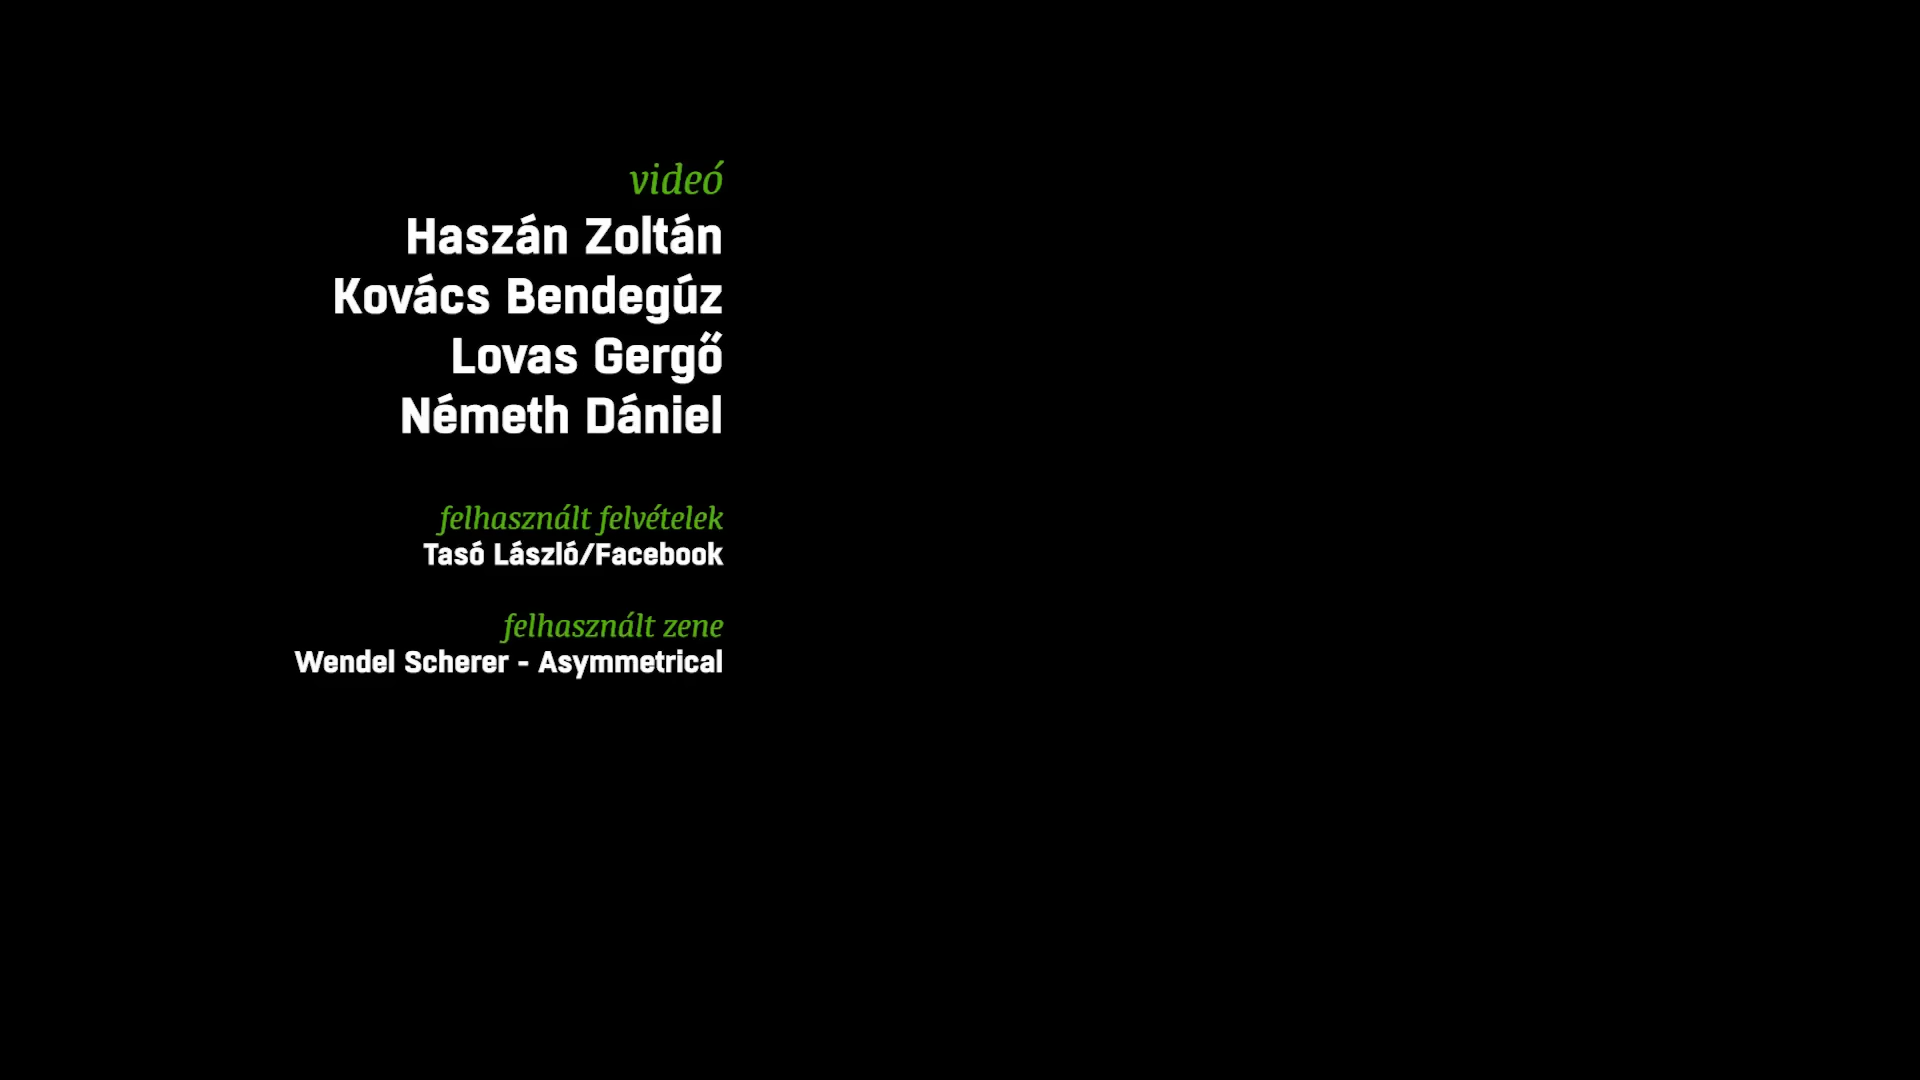 videó
Haszán Zoltán
Kovács Bendegúz
Lovas Gergő
Németh Dániel
felhasznált felvételek
Tasó László/Facebook
felhasznált zene
Wendel Scherer - Asymmetrical